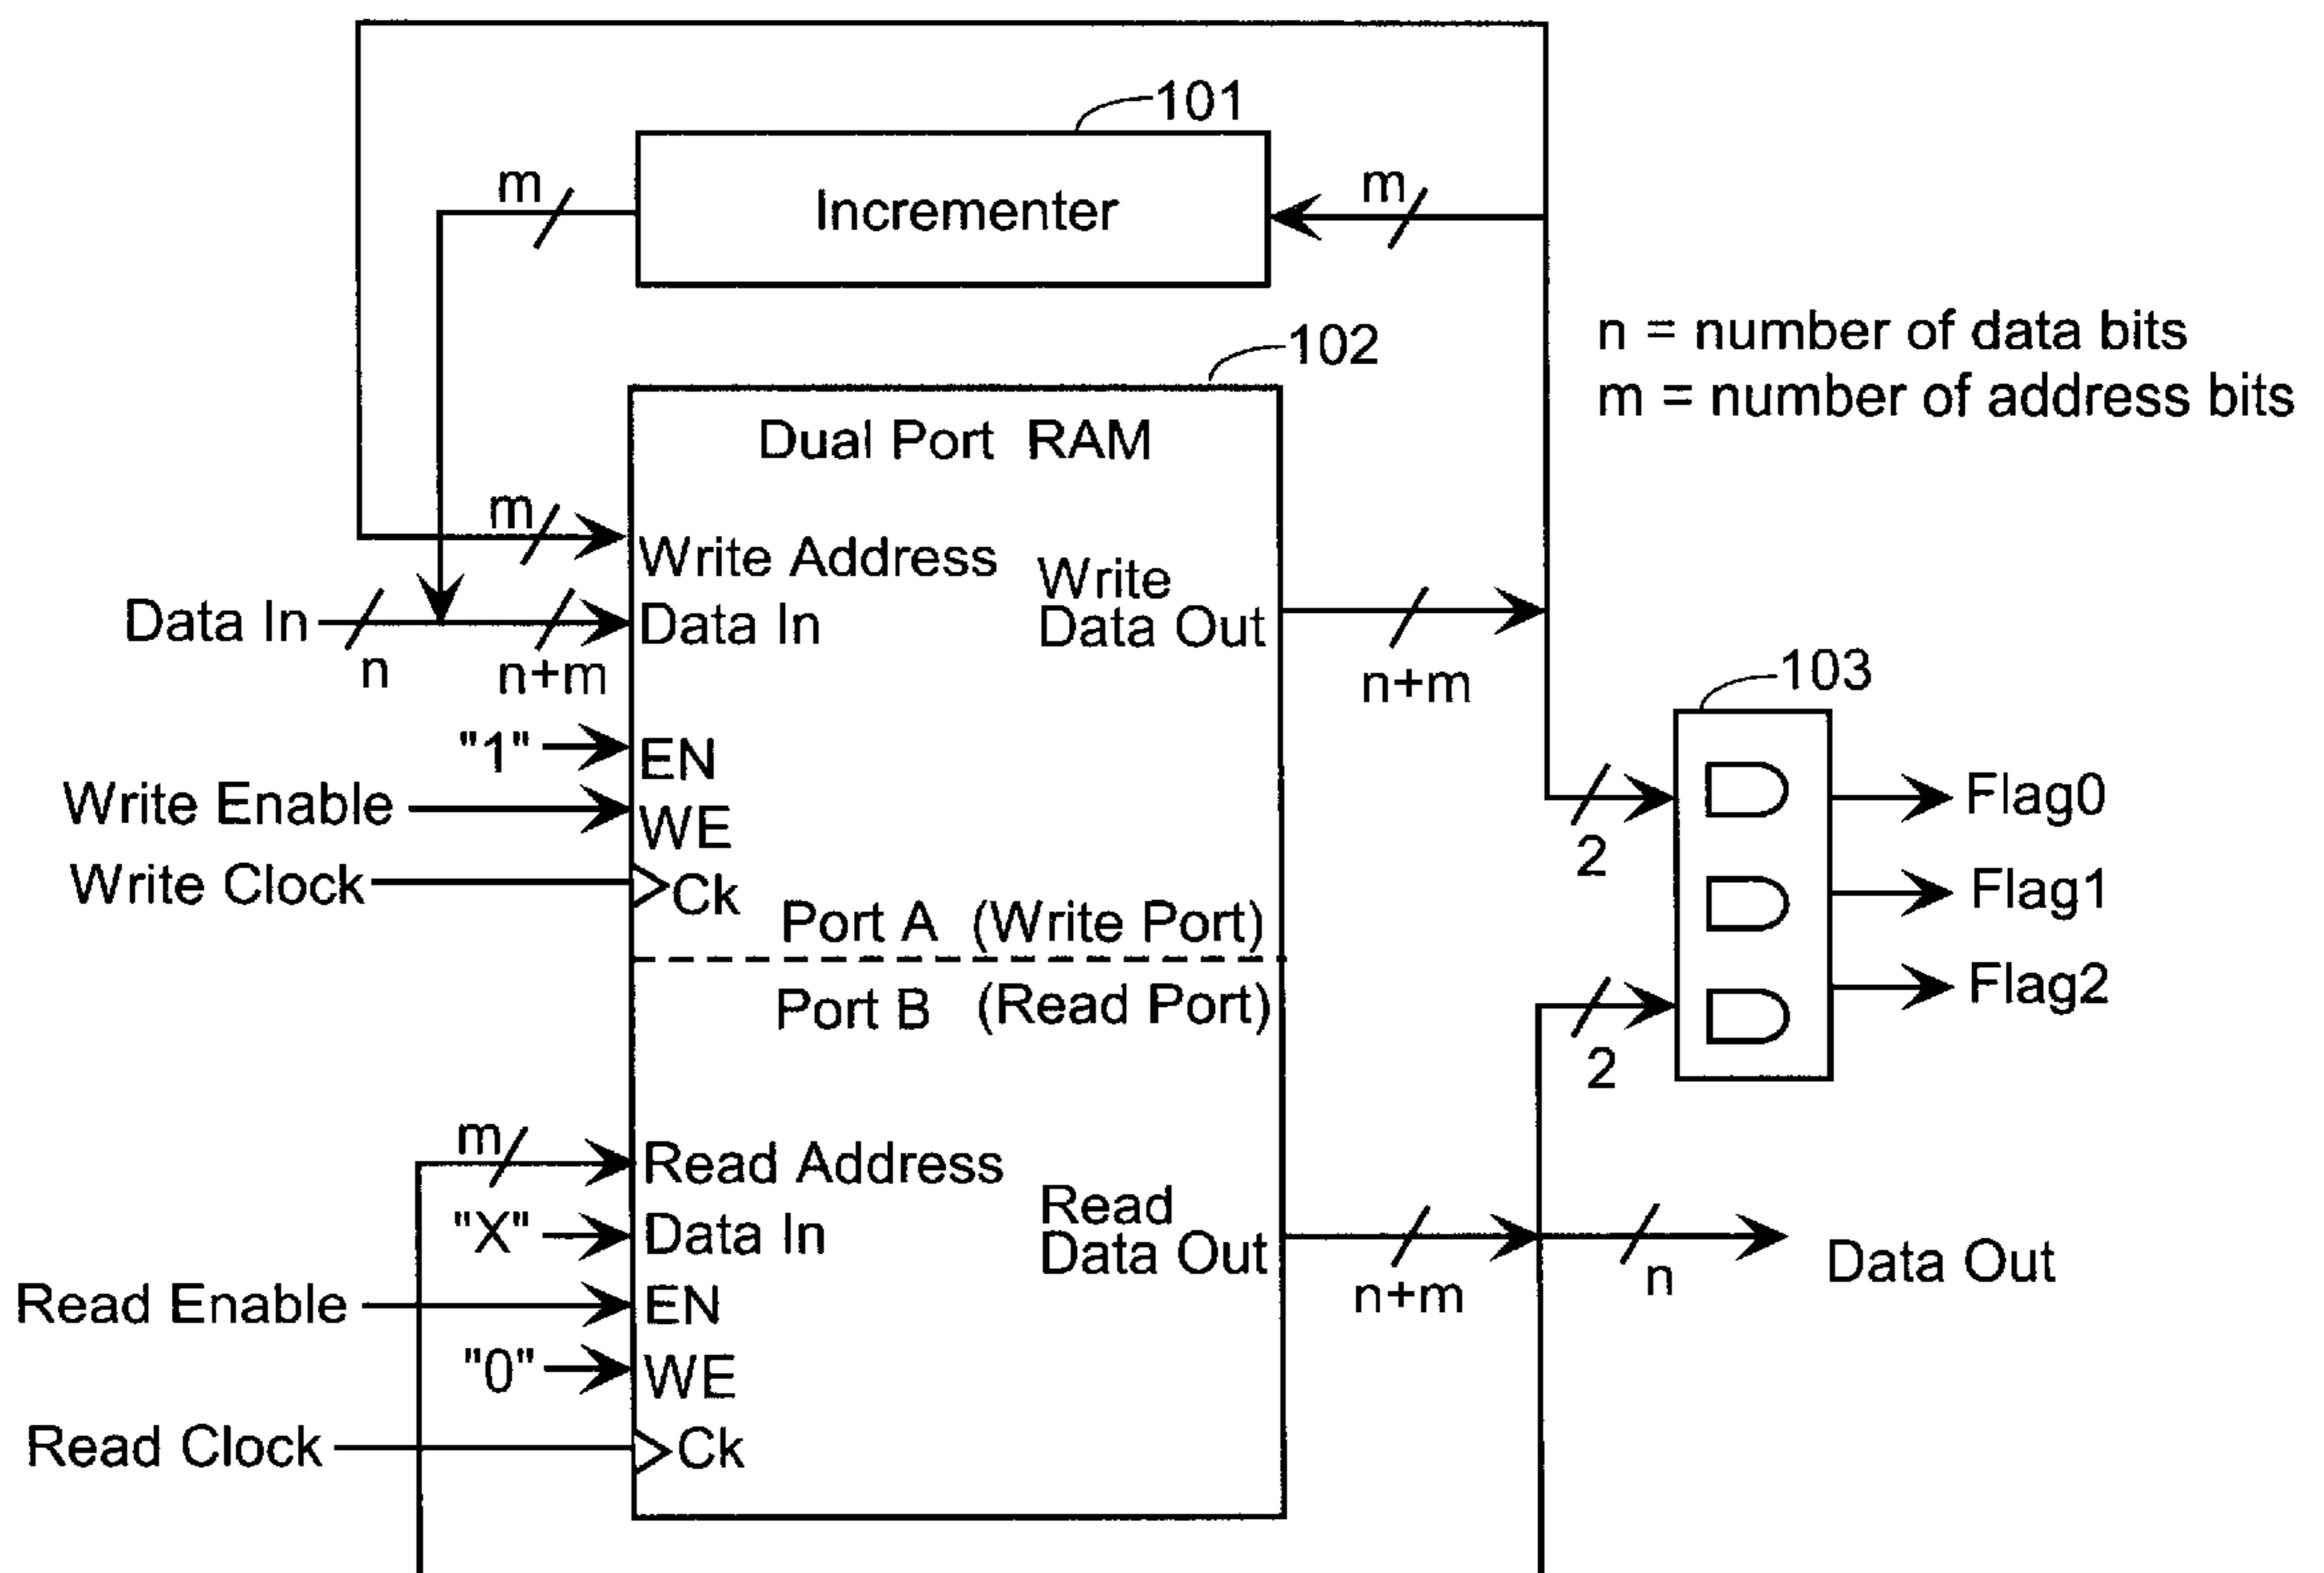 101
m
Incrementer
m
102
n = number of data bits
m = number of address bits
Dual Port RAM
m
Write Address
Write
Data Out
Data In
n
n+m
Data In
n+m
103
"1"
EN
Write Enable
WE
2
Flag0
Write Clock
Ck
Flag1
Port A (Write Port)
Port B (Read Port)
2
Flag2
m
Read Address
"X"
Data In
Read
Data Out
n+m
n
Data Out
Read Enable
EN
"0"
WE
Read Clock
Ck